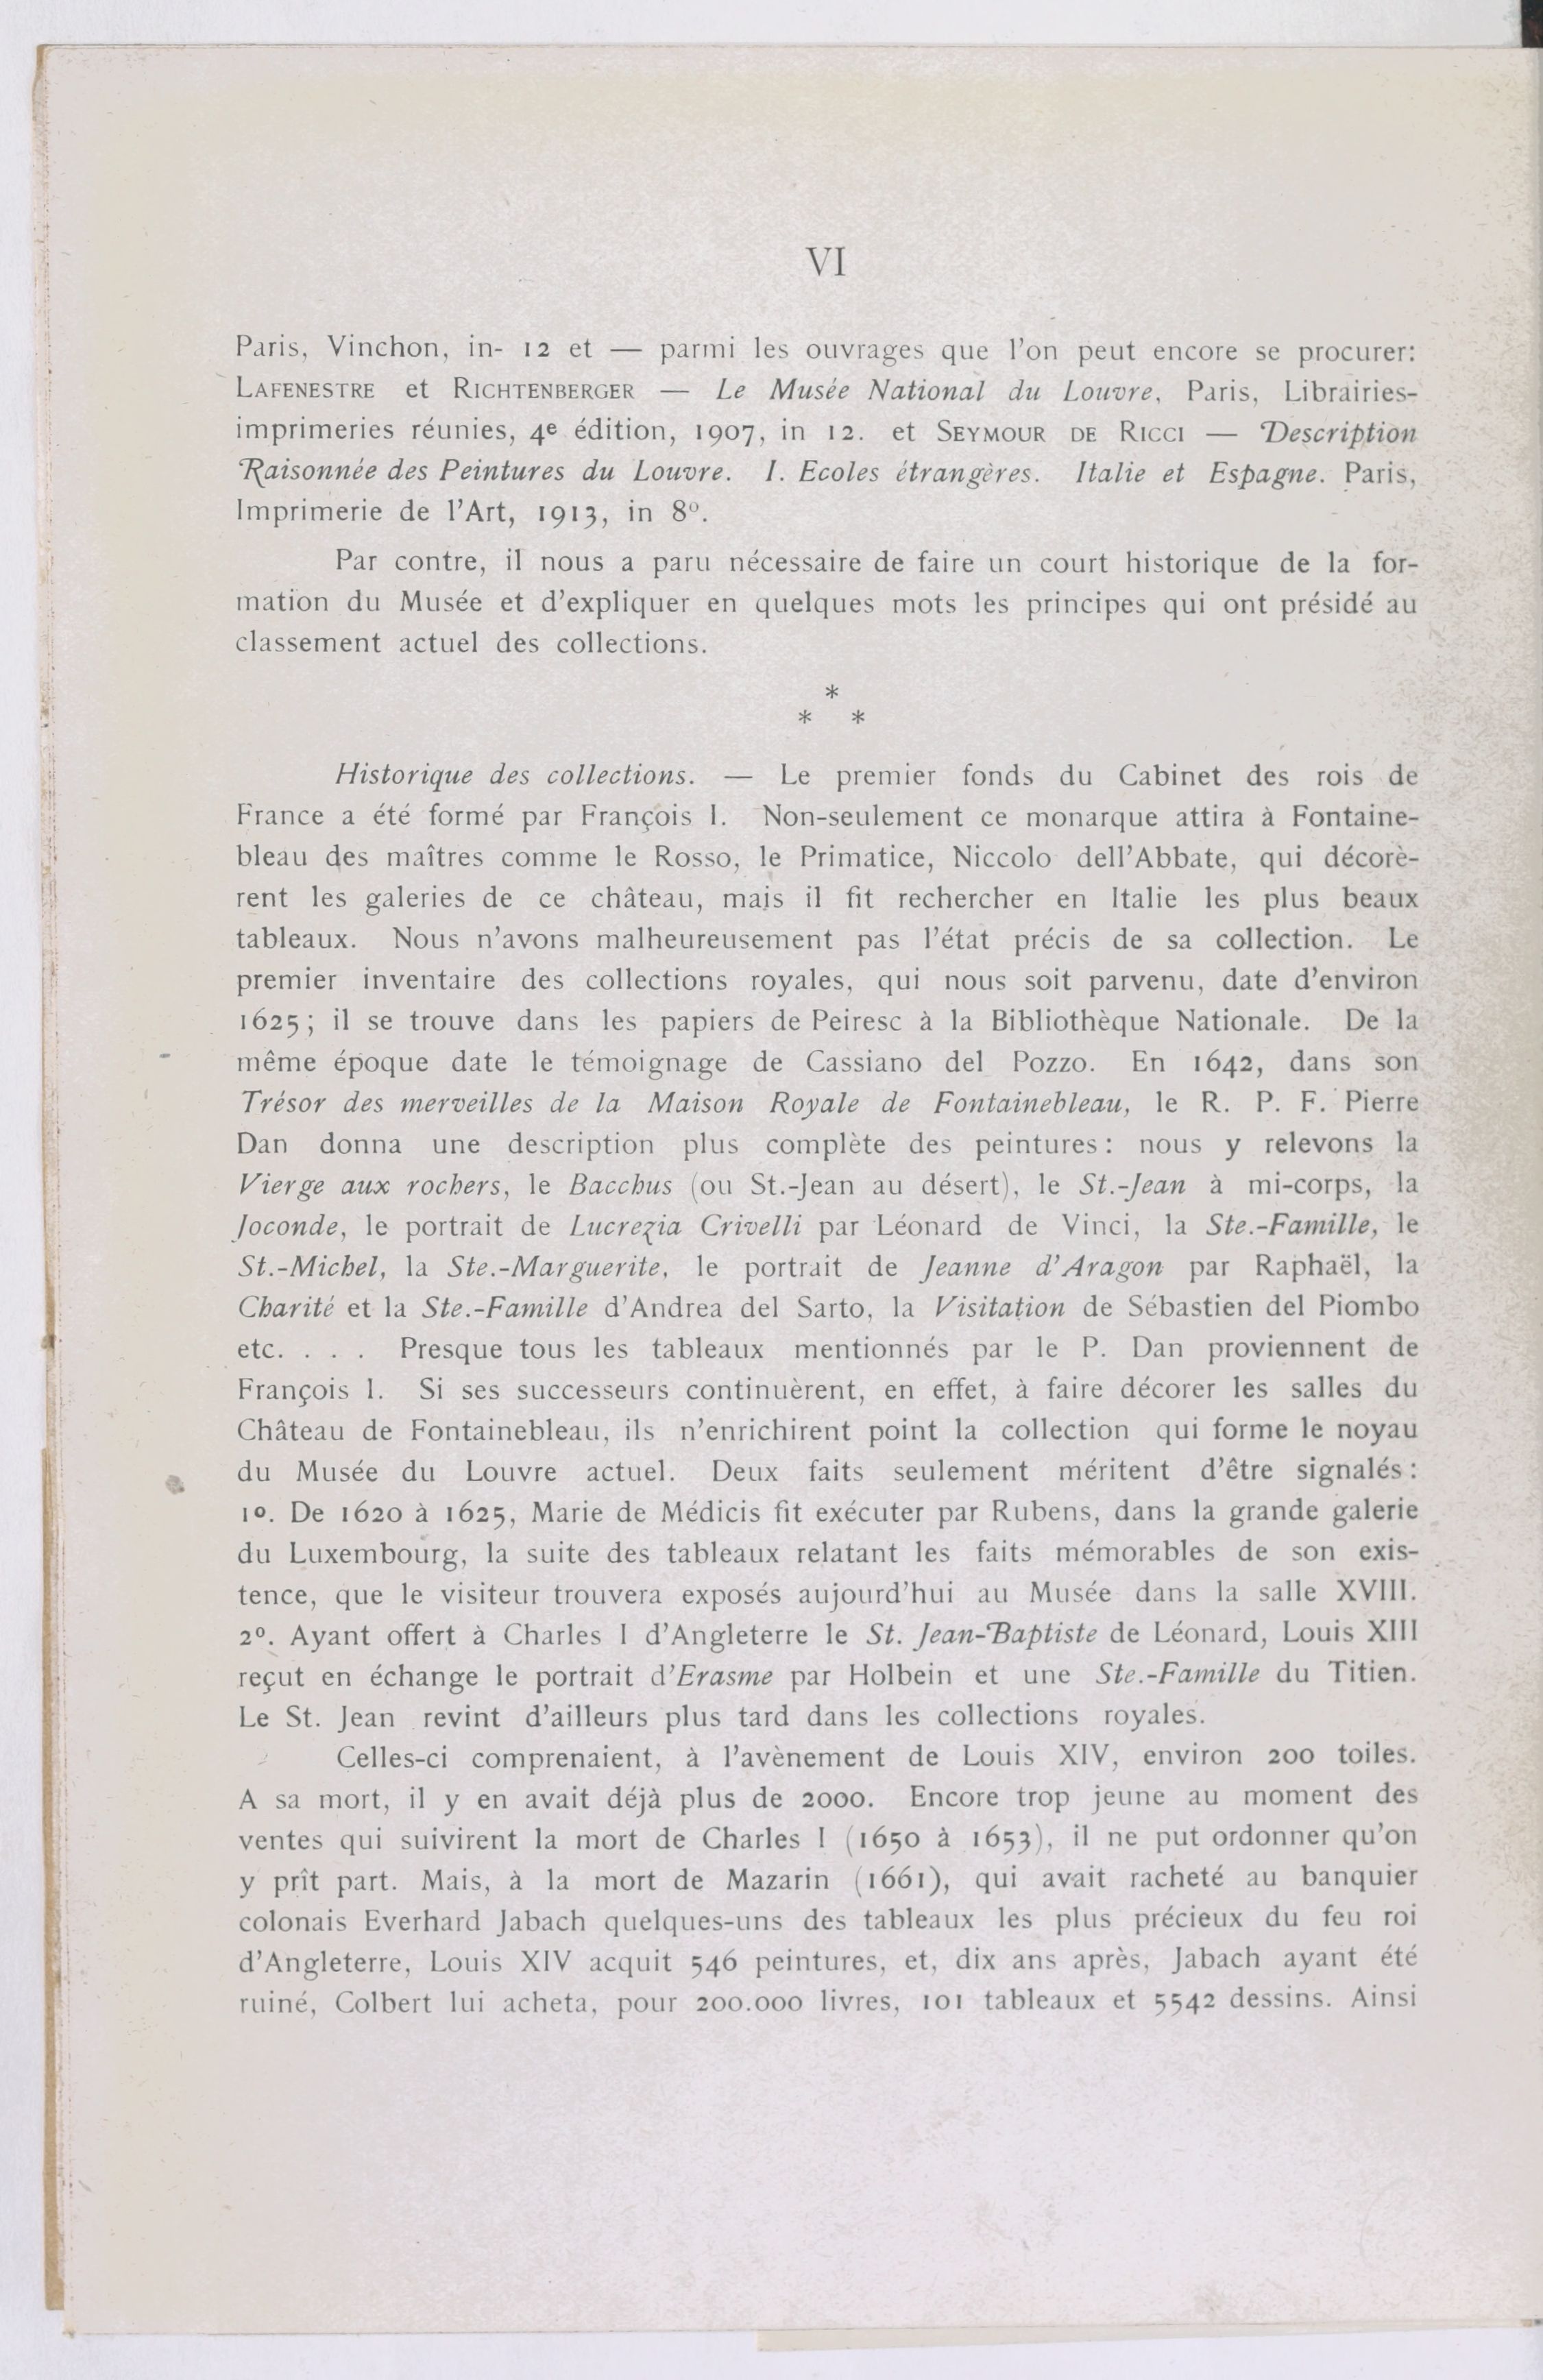 VI
Paris, Vinchon, in- 12 et — parmi les ouvrages que l'on peut encore se procurer:
LAFENESTRE et RICHTENBERGER — Le Musée National du Louvre, Paris, Librairies-
imprimeries réunies, 4e édition, 1907, in 12. et SEYMOUR DE RICCI — Description
Raisonnée des Peintures du Louvre. I. Ecoles étrangères. Italie et Espagne. Paris,
Imprimerie de l'Art, 1913, in 8º.
Par contre, il nous a paru nécessaire de faire un court historique de la for-
mation du Musée et d'expliquer en quelques mots les principes qui ont présidé au
classement actuel des collections.
*
* *
Historique des collections. — Le premier fonds du Cabinet des rois de
France a été formé par François I. Non-seulement ce monarque attira à Fontaine-
bleau des maîtres comme le Rosso, le Primatice, Niccolo dell'Abbate, qui décorè-
rent les galeries de ce château, mais il fit rechercher en Italie les plus beaux
tableaux. Nous n'avons malheureusement pas l'état précis de sa collection. Le
premier inventaire des collections royales, qui nous soit parvenu, date d'environ
1625; il se trouve dans les papiers de Peiresc à la Bibliothèque Nationale. De la
même époque date le témoignage de Cassiano del Pozzo. En 1642, dans son
Trésor des merveilles de la Maison Royale de Fontainebleau, le R. P. F. Pierre
Dan donna une description plus complète des peintures: nous y relevons la
Vierge aux rochers, le Bacchus (ou St.-Jean au désert), le St.-Jean à mi-corps, la
Joconde, le portrait de Lucrezia Crivelli par Léonard de Vinci, la Ste.-Famille, le
St.-Michel, la Ste.-Marguerite, le portrait de Jeanne d'Aragon par Raphaël, la
Charité et la Ste.-Famille d'Andrea del Sarto, la Visitation de Sébastien del Piombo
etc. . . . Presque tous les tableaux mentionnés par le P. Dan proviennent de
François I. Si ses successeurs continuèrent, en effet, à faire décorer les salles du
Château de Fontainebleau, ils n'enrichirent point la collection qui forme le noyau
du Musée du Louvre actuel. Deux faits seulement méritent d'être signalés:
1º. De 1620 à 1625, Marie de Médicis fit exécuter par Rubens, dans la grande galerie
du Luxembourg, la suite des tableaux relatant les faits mémorables de son exis-
tence, que le visiteur trouvera exposés aujourd'hui au Musée dans la salle XVIII.
2º. Ayant offert à Charles I d'Angleterre le St. Jean-Baptiste de Léonard, Louis XIII
reçut en échange le portrait d'Erasme par Holbein et une Ste.-Famille du Titien.
Le St. Jean revint d'ailleurs plus tard dans les collections royales.
Celles-ci comprenaient, à l'avènement de Louis XIV, environ 200 toiles.
A sa mort, il y en avait déjà plus de 2000. Encore trop jeune au moment des
ventes qui suivirent la mort de Charles I (1650 à 1653), il ne put ordonner qu'on
y prît part. Mais, à la mort de Mazarin (1661), qui avait racheté au banquier
colonais Everhard Jabach quelques-uns des tableaux les plus précieux du feu roi
d'Angleterre, Louis XIV acquit 546 peintures, et, dix ans après, Jabach ayant été
ruiné, Colbert lui acheta, pour 200.000 livres, 101 tableaux et 5542 dessins. Ainsi